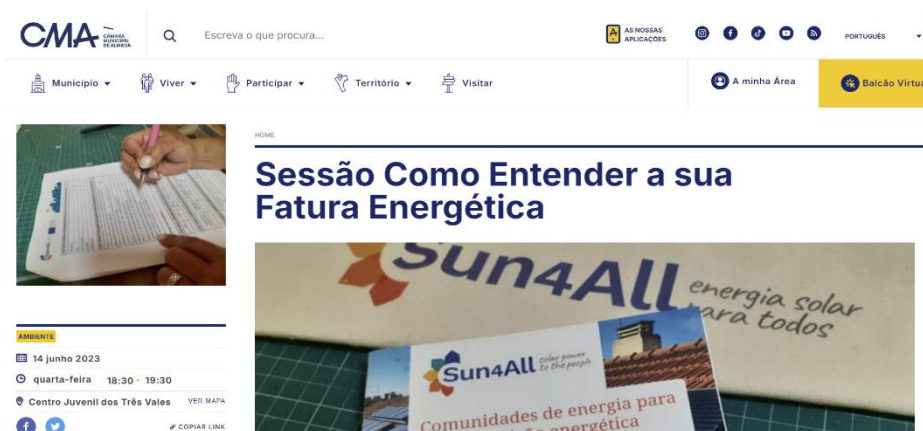 CMA CÂMARA MUNICIPAL DE ALMADA
Escreva o que procura...
AS NOSSAS APLICAÇÕES
PORTUGUÊS
Município
Viver
Participar
Território
Visitar
A minha Área
Balcão Virtua
HOME
Sessão Como Entender a sua
Fatura Energética
AMBIENTE
14 junho 2023
quarta-feira 18:30 · 19:30
Centro Juvenil dos Três Vales VER MAPA
COPIAR LINK
Sun4All energia solar
para todos
Sun4All solar power
to the people
Comunidades de energia para
energética